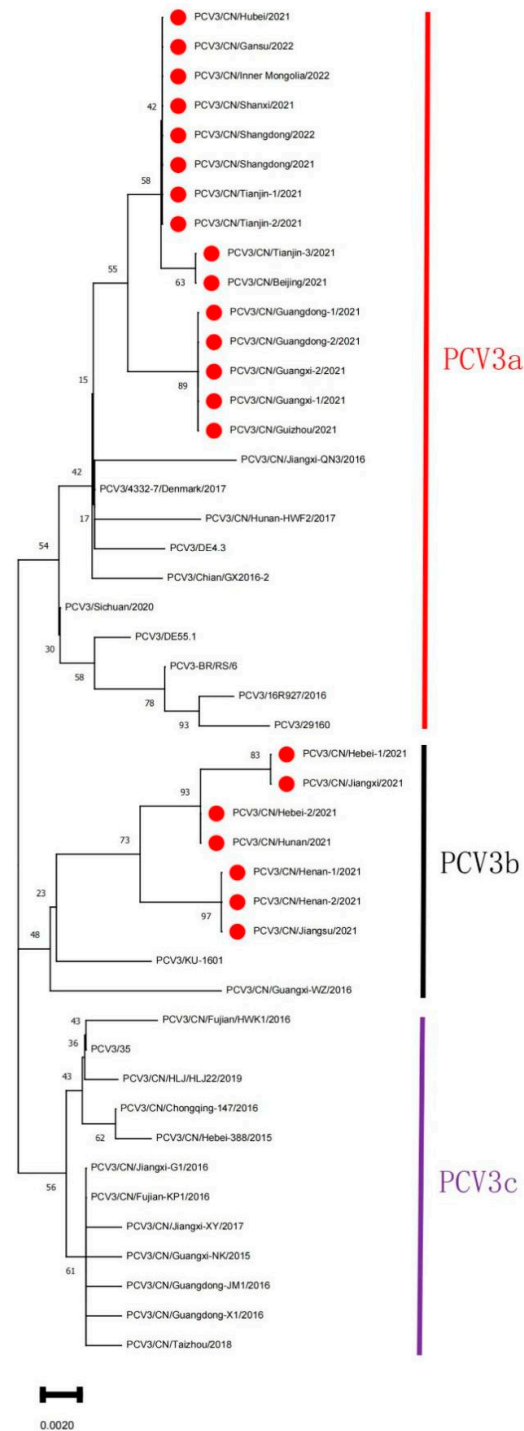 PCV3/CN/Hubei/2021
PCV3/CN/Gansu/2022
PCV3/CN/Inner Mongolia/2022
42
PCV3/CN/Shanxi/2021
PCV3/CN/Shangdong/2022
PCV3/CN/Shangdong/2021
58
PCV3/CN/Tianjin-1/2021
PCV3/CN/Tianjin-2/2021
PCV3/CN/Tianjin-3/2021
55
63
PCV3/CN/Beijing/2021
PCV3/CN/Guangdong-1/2021
PCV3/CN/Guangdong-2/2021
PCV3a
PCV3/CN/Guangxi-2/2021
15
89
PCV3/CN/Guangxi-1/2021
PCV3/CN/Guizhou/2021
PCV3/CN/Jiangxi-QN3/2016
42
PCV3/4332-7/Denmark/2017
17
PCV3/CN/Hunan-HWF2/2017
54
PCV3/DE4.3
PCV3/Chian/GX2016-2
PCV3/Sichuan/2020
PCV3/DE55.1
30
PCV3-BR/RS/6
58
PCV3/16R927/2016
78
PCV3/29160
93
83
PCV3/CN/Hebei-1/2021
PCV3/CN/Jiangxi/2021
93
PCV3/CN/Hebei-2/2021
73
PCV3/CN/Hunan/2021
PCV3b
PCV3/CN/Henan-1/2021
23
PCV3/CN/Henan-2/2021
97
PCV3/CN/Jiangsu/2021
48
PCV3/KU-1601
PCV3/CN/Guangxi-WZ/2016
43
PCV3/CN/Fujian/HWK1/2016
36
PCV3/35
43
PCV3/CN/HLJ/HLJ22/2019
PCV3/CN/Chongqing-147/2016
62
PCV3/CN/Hebei-388/2015
PCV3/CN/Jiangxi-G1/2016
PCV3c
56
PCV3/CN/Fujian-KP1/2016
PCV3/CN/Jiangxi-XY/2017
PCV3/CN/Guangxi-NK/2015
61
PCV3/CN/Guangdong-JM1/2016
PCV3/CN/Guangdong-X1/2016
PCV3/CN/Taizhou/2018
0.0020